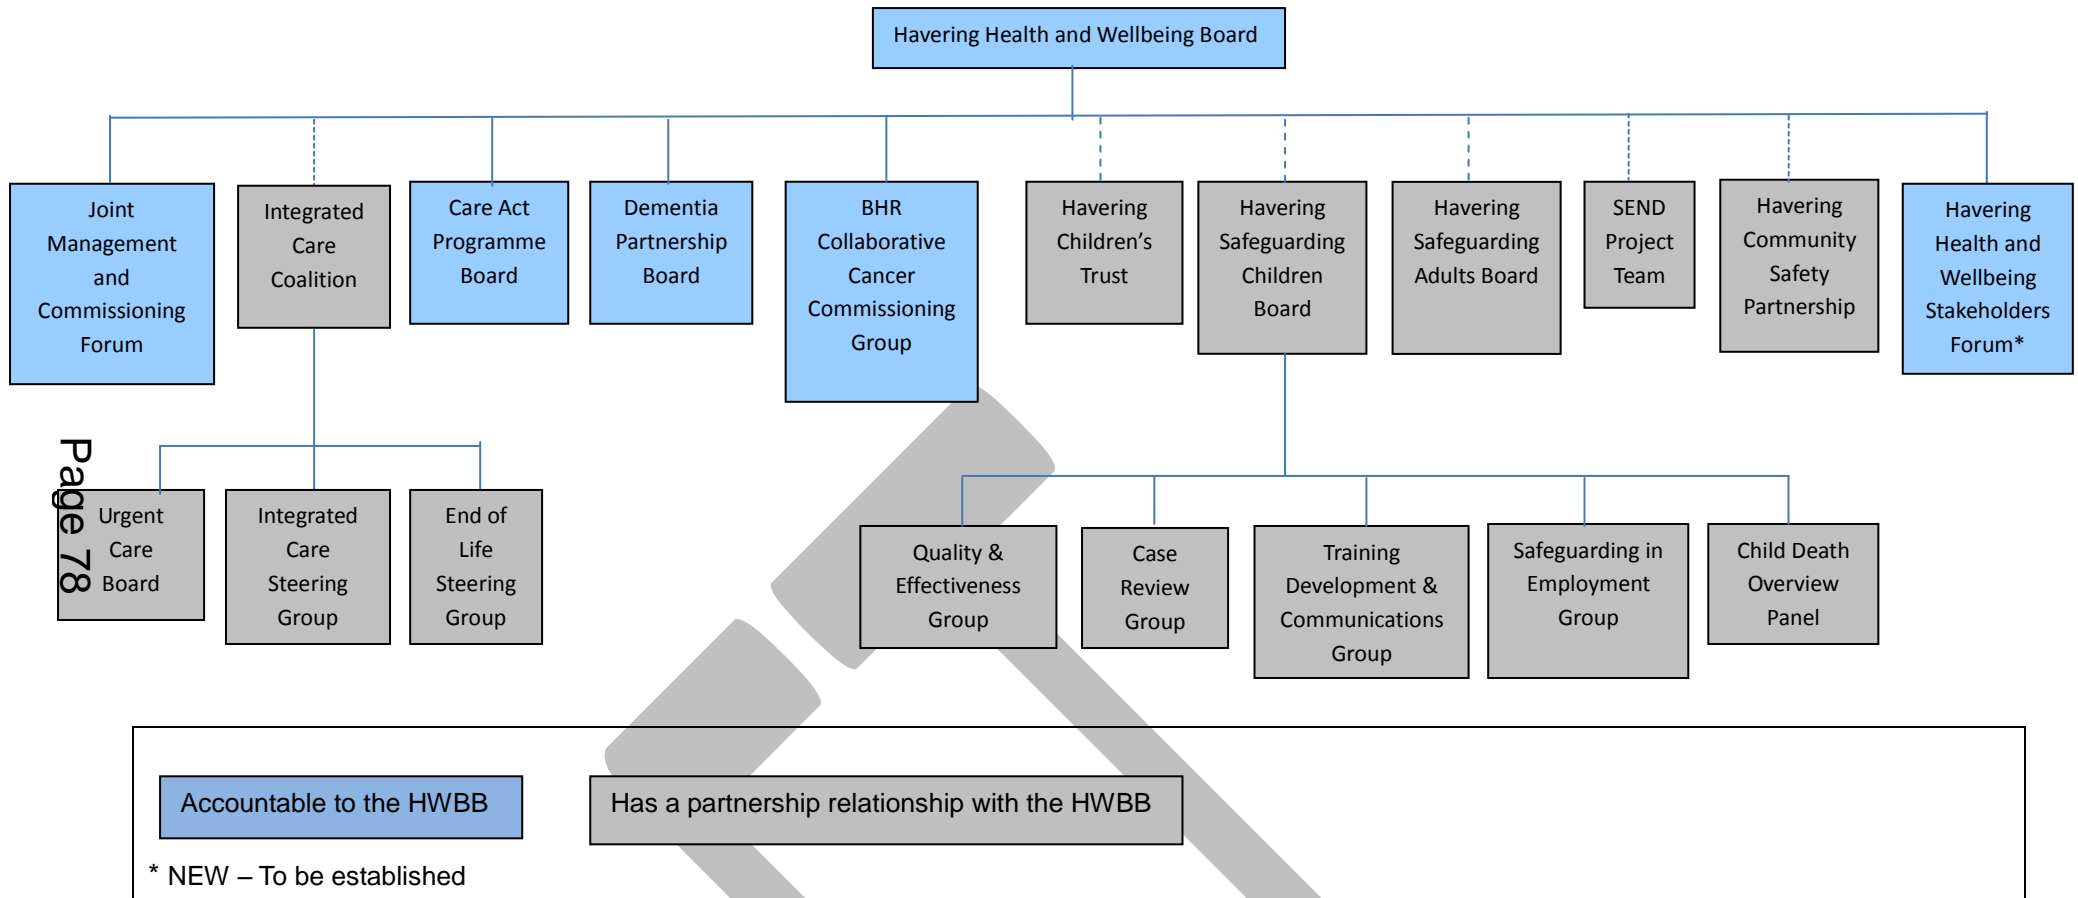 Havering Health and Wellbeing Board
Joint
Management
and
Commissioning
Forum
Integrated
Care
Coalition
Care Act
Programme
Board
Dementia
Partnership
Board
BHR
Collaborative
Cancer
Commissioning
Group
Havering
Children’s
Trust
Havering
Safeguarding
Children
Board
Havering
Safeguarding
Adults Board
SEND
Project
Team
Havering
Community
Safety
Partnership
Havering
Health and
Wellbeing
Stakeholders
Forum*
Page 78
Urgent
Care
Board
Integrated
Care
Steering
Group
End of
Life
Steering
Group
Quality &
Effectiveness
Group
Case
Review
Group
Training
Development &
Communications
Group
Safeguarding in
Employment
Group
Child Death
Overview
Panel
Accountable to the HWBB
Has a partnership relationship with the HWBB
* NEW – To be established